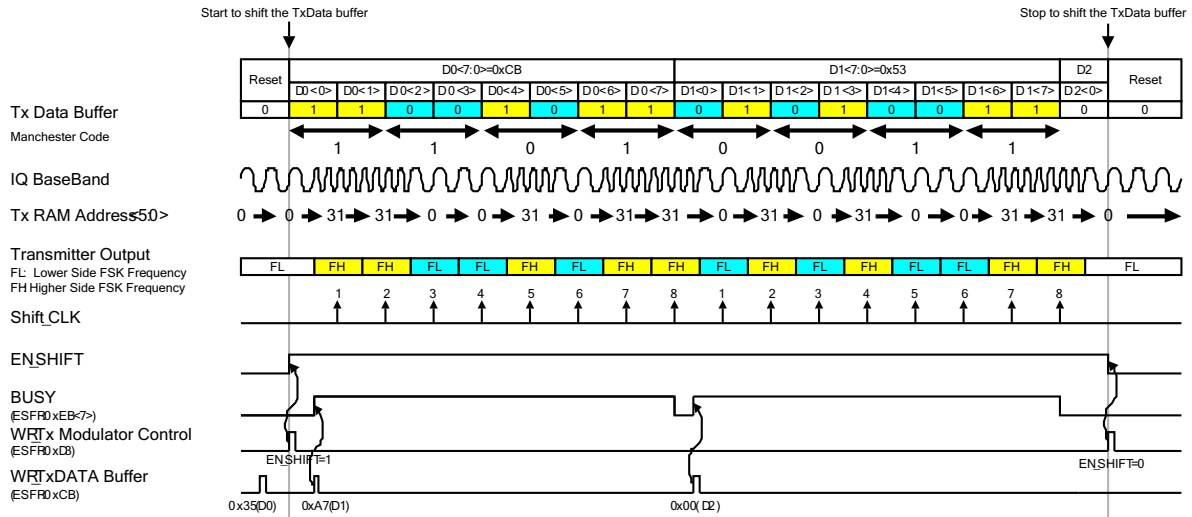 Start to shift the TxData buffer Stop to shift the TxData buffer
Reset D0<7:0>=0xCB D1<7:0>=0x53 D2 Reset
D0<0> D0<1> D0<2> D0<3> D0<4> D0<5> D0<6> D0<7> D1<0> D1<1> D1<2> D1<3> D1<4> D1<5> D1<6> D1<7> D2<0>
Tx Data Buffer 0 1 1 0 0 1 0 1 1 0 1 0 1 0 0 1 1 0 0
Manchester Code
1 1 0 1 0 0 1 1
IQ BaseBand
Tx RAM Address<5:0> 0 0 31 31 0 0 31 0 31 31 0 31 0 31 0 0 31 31 0
Transmitter Output
FL: Lower Side FSK Frequency
FL FH FH FL FL FH FL FH FH FL FH FL FH FL FL FH FH FL
FH Higher Side FSK Frequency
1 2 3 4 5 6 7 8 1 2 3 4 5 6 7 8
Shift_CLK
EN_SHIFT
BUSY
(ESFR0xEB<7>)
WRTx Modulator Control
(ESFR0xD3)
EN_SHIFT=1 EN_SHIFT=0
WRTxDATA Buffer
(ESFR0xCB)
0x35(D0) 0xA7(D1) 0x00(D2)